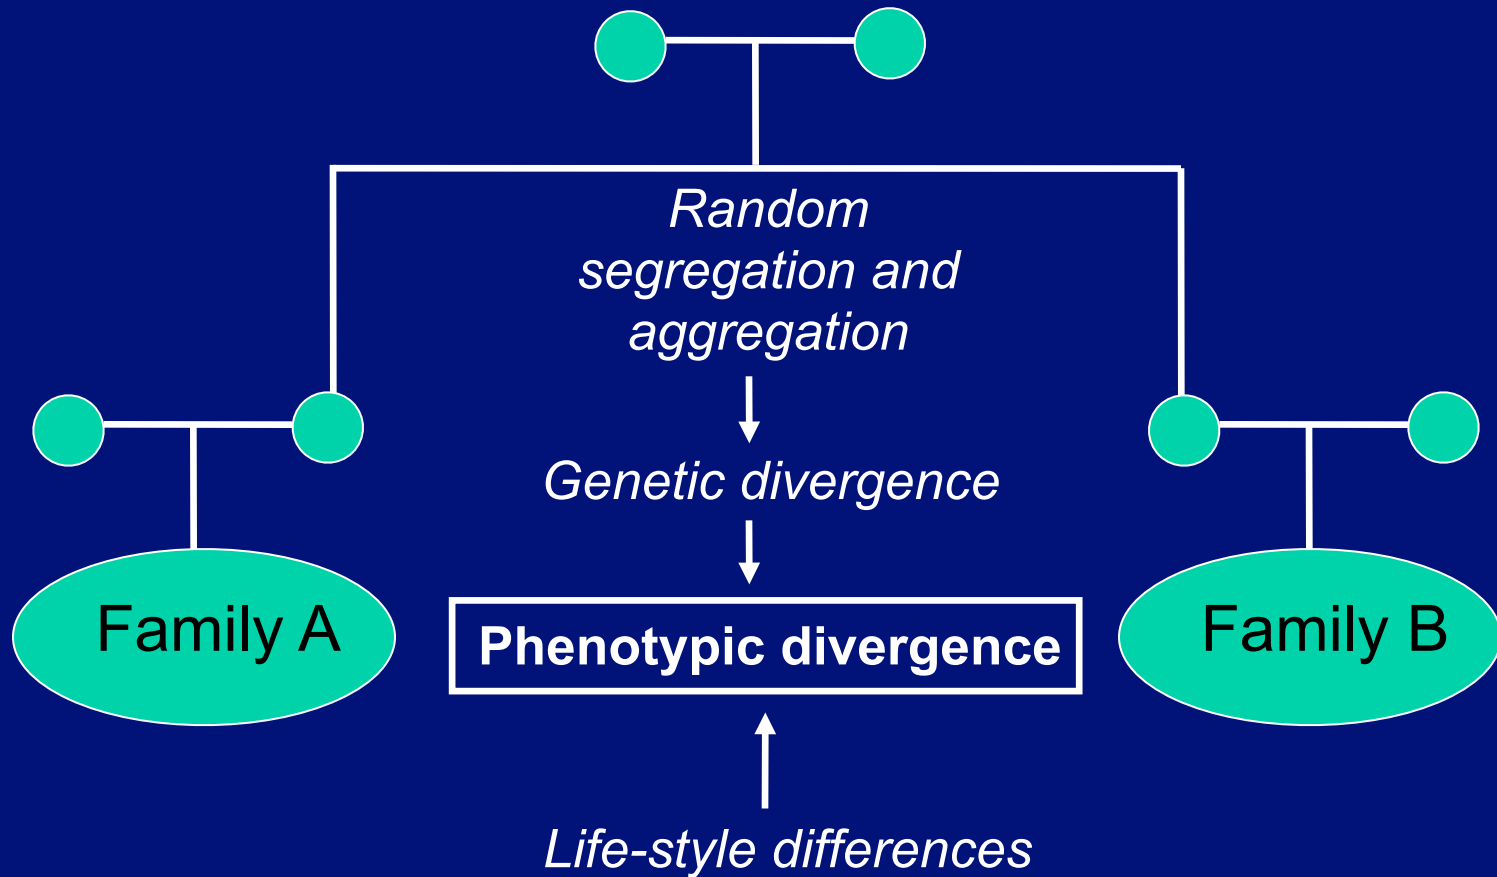 Random
segregation and
aggregation
Genetic divergence
Family A
Phenotypic divergence
Family B
Life-style differences